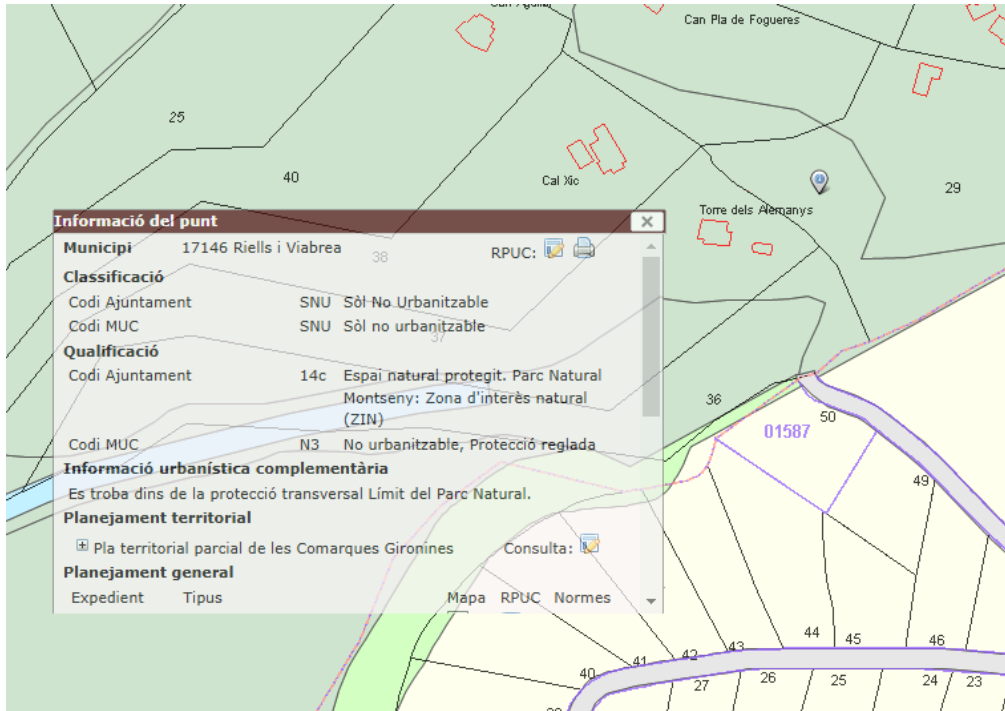 Can Pla de Fogueres
25
40
Cal Xic
29
Torre dels Alemanys
Informació del punt
Municipi 17146 Riells i Viabrea RPUC:
38
Classificació
Codi Ajuntament SNU Sòl No Urbanitzable
Codi MUC SNU Sòl no urbanitzable
37
Qualificació
Codi Ajuntament 14c Espai natural protegit. Parc Natural
Montseny: Zona d'interès natural
(ZIN)
Codi MUC N3 No urbanitzable, Protecció reglada
Informació urbanística complementària
Es troba dins de la protecció transversal Límit del Parc Natural.
Planejament territorial
Pla territorial parcial de les Comarques Gironines Consulta:
Planejament general
Expedient Tipus Mapa RPUC Normes
36
50
01587
49
44 45 46
43
42
41
40
27 26 25 24 23